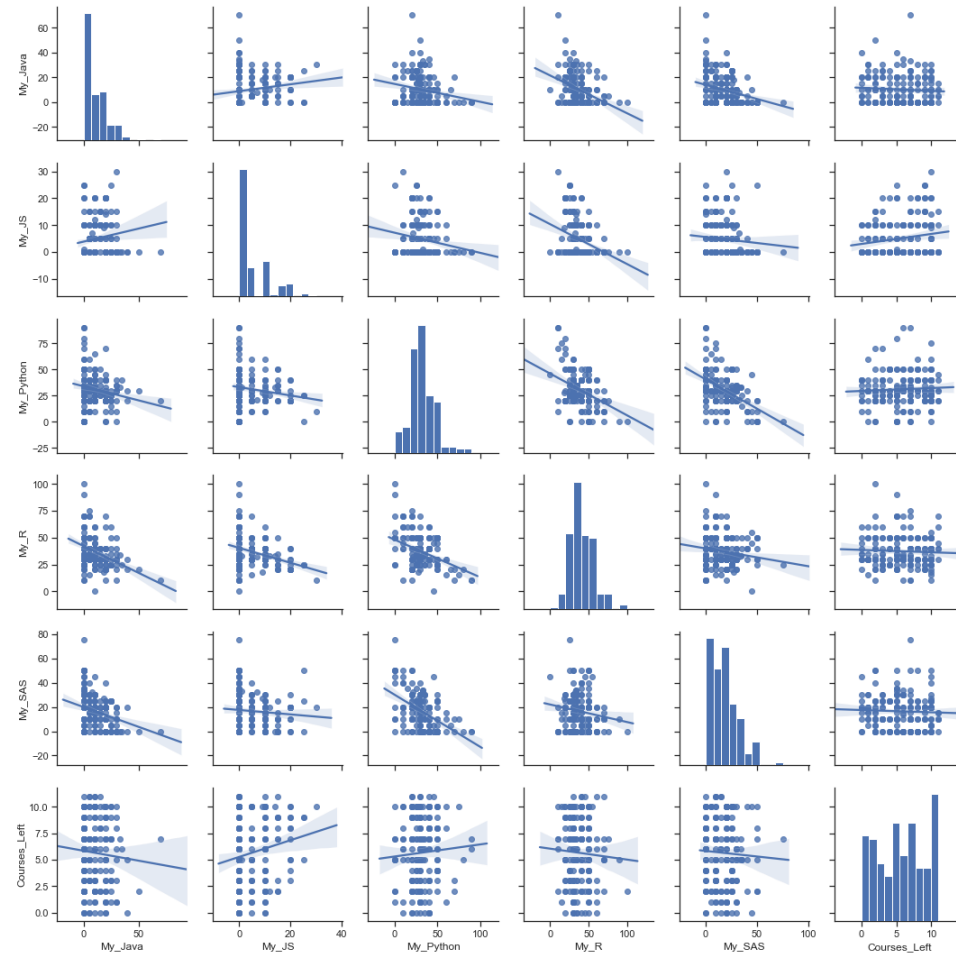 My_Java
60
40
20
0
−20
My_JS
30
20
10
0
−10
My_Python
75
50
25
0
−25
My_R
100
75
50
25
0
My_SAS
80
60
40
20
0
−20
Courses_Left
10.0
7.5
5.0
2.5
0.0
0 50
0 20 40
0 50 100
0 50 100
0 50 100
0 5 10
My_Java My_JS My_Python My_R My_SAS Courses_Left